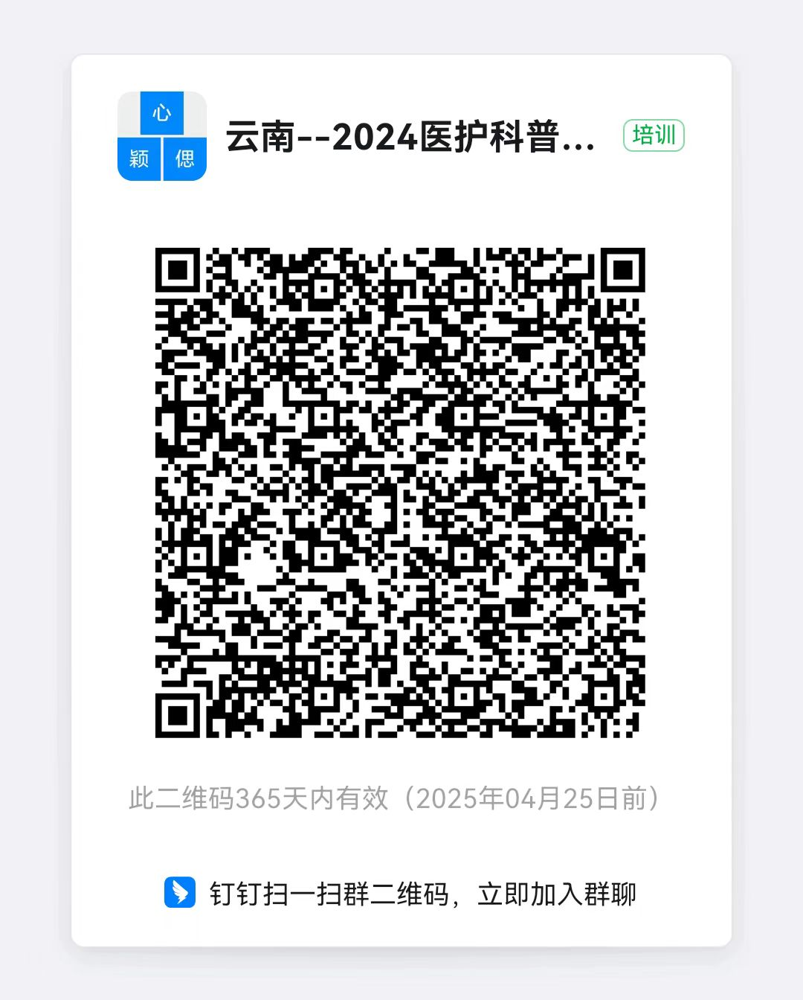 心
颖 偲
云南--2024医护科普... 培训
此二维码365天内有效（2025年04月25日前）
钉钉扫一扫群二维码，立即加入群聊